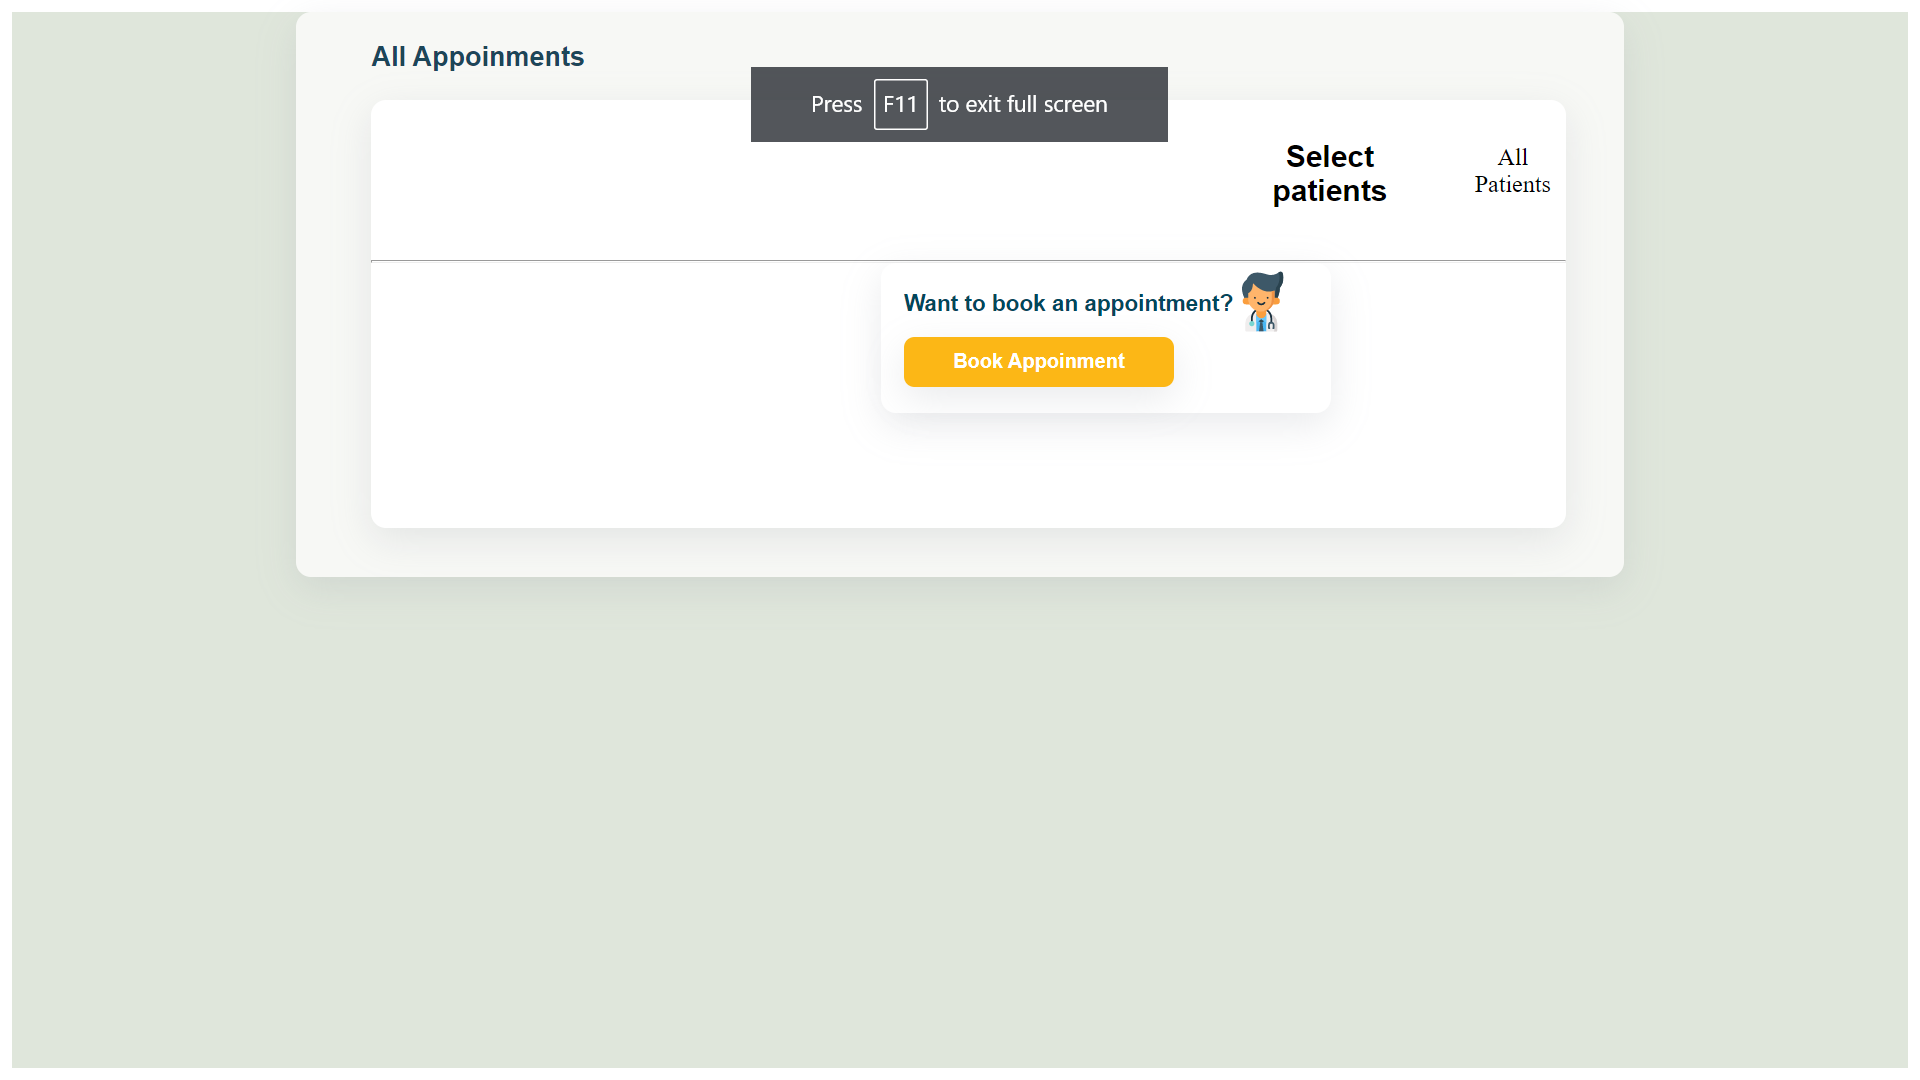 All Appoinments
Press F11 to exit full screen
Select
patients
All
Patients
Want to book an appointment?
Book Appoinment